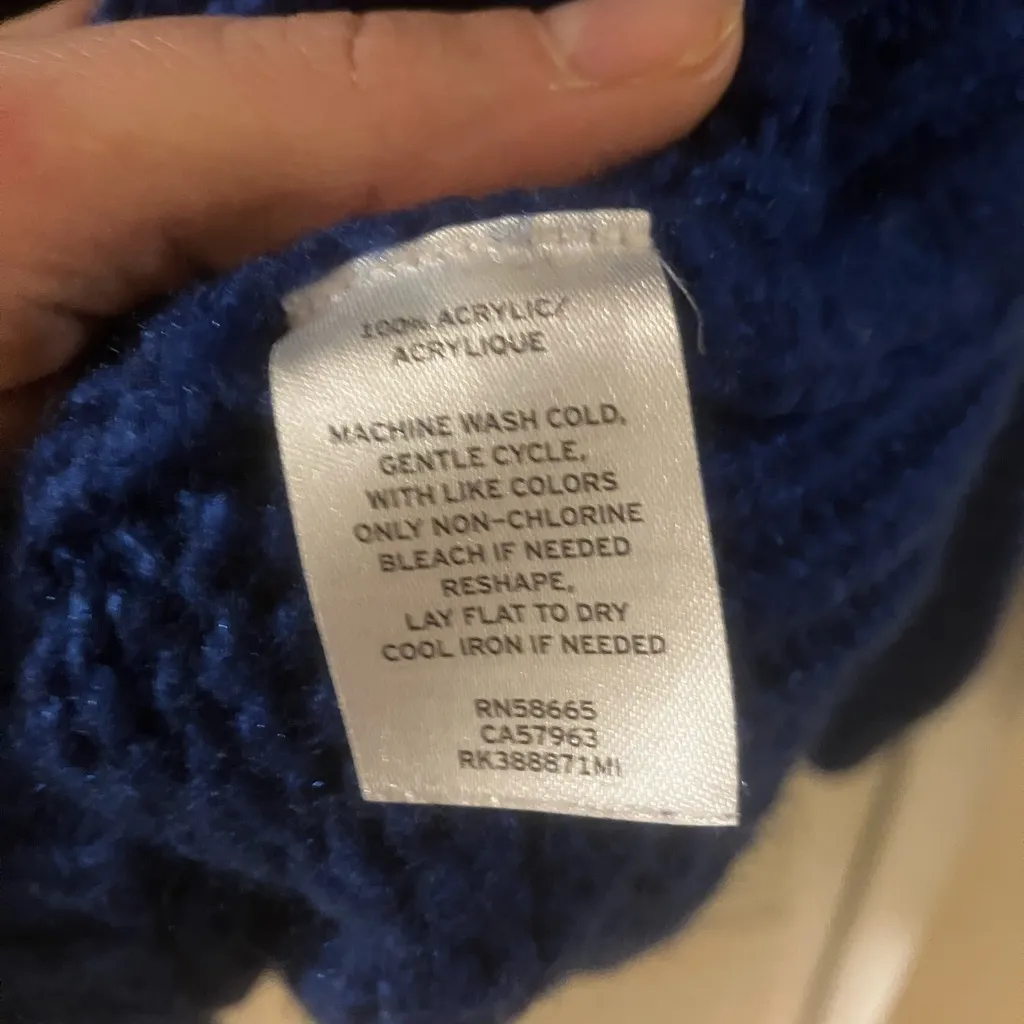 100% ACRYLIC/
ACRYLIQUE
MACHINE WASH COLD,
GENTLE CYCLE,
WITH LIKE COLORS
ONLY NON-CHLORINE
BLEACH IF NEEDED
RESHAPE,
LAY FLAT TO DRY
COOL IRON IF NEEDED
RN58665
CA57963
RK388871MI